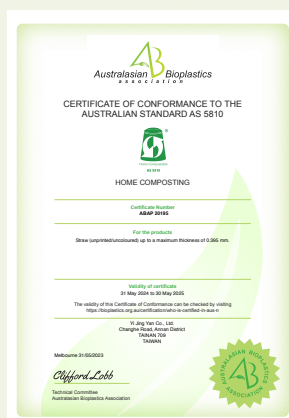 Australasian Bioplastics
association
CERTIFICATE OF CONFORMANCE TO THE
AUSTRALIAN STANDARD AS 5810
AS 5810
HOME COMPOSTING
Certificate Number
ABAP 20195
For the products
Straw (unprinted/uncoloured) up to a maximum thickness of 0.395 mm.
Validity of certificate
31 May 2024 to 30 May 2025
The validity of this Certificate of Conformance can be checked by visiting
https://bioplastics.org.au/certification/who-is-certified-in-aus-n
Yi Jing Yan Co., Ltd.
Changhe Road, Annan District
TAINAN 709
TAIWAN
Melbourne 31/05/2023
Clifford Lobb
Technical Committee
Australasian Bioplastics Association
AUSTRALASIAN BIOPLASTICS
ASSOCIATION